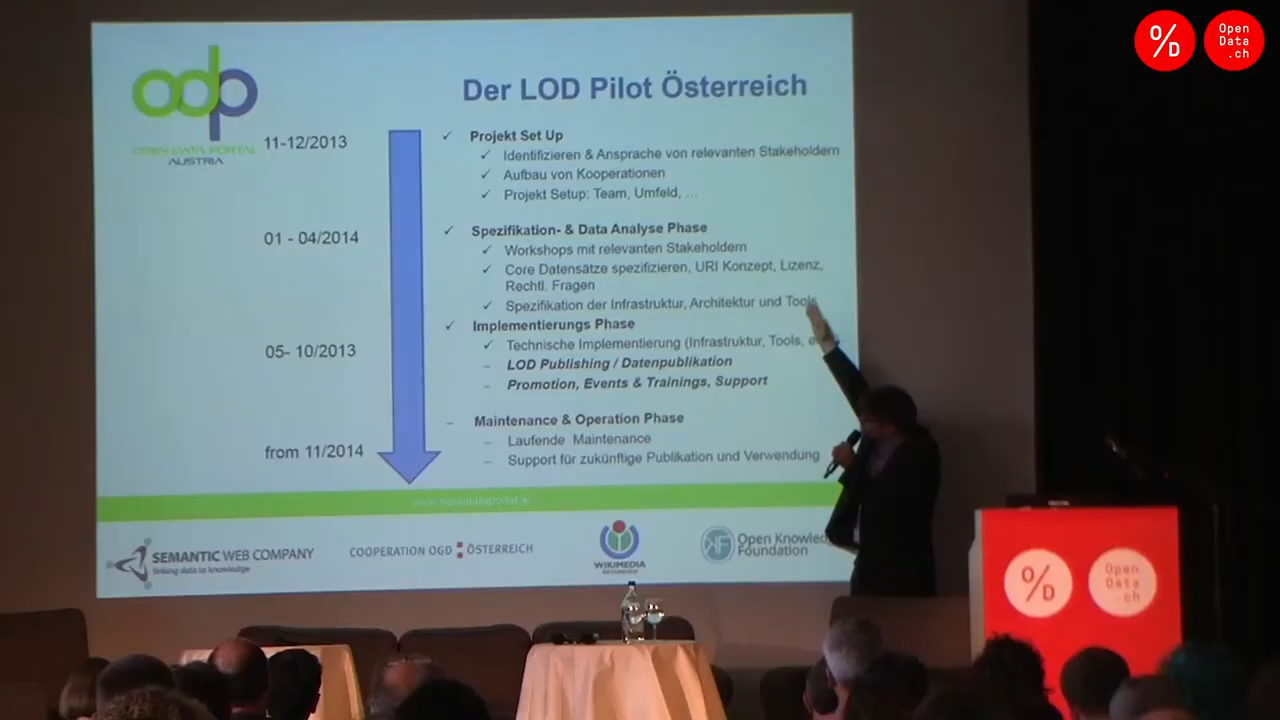 odp
OPEN DATA PORTAL
AUSTRIA
Der LOD Pilot Österreich
11-12/2013
Projekt Set Up
Identifizieren & Ansprache von relevanten Stakeholdern
Aufbau von Kooperationen
Projekt Setup: Team, Umfeld, ...
01 - 04/2014
Spezifikation- & Data Analyse Phase
Workshops mit relevanten Stakeholdern
Core Datensätze spezifizieren, URI Konzept, Lizenz,
Rechtl. Fragen
Spezifikation der Infrastruktur, Architektur und Tools
05- 10/2013
Implementierungs Phase
Technische Implementierung (Infrastruktur, Tools,
LOD Publishing / Datenpublikation
Promotion, Events & Trainings, Support
from 11/2014
Maintenance & Operation Phase
Laufende Maintenance
Support für zukünftige Publikation und Verwendung
www.opendataportal.at
SEMANTIC WEB COMPANY
linking data to knowledge
COOPERATION OGD ÖSTERREICH
WIKIMEDIA
ÖSTERREICH
Open Knowled
Foundation
%D
Open
Data
.ch
%D
Open
Data
.ch